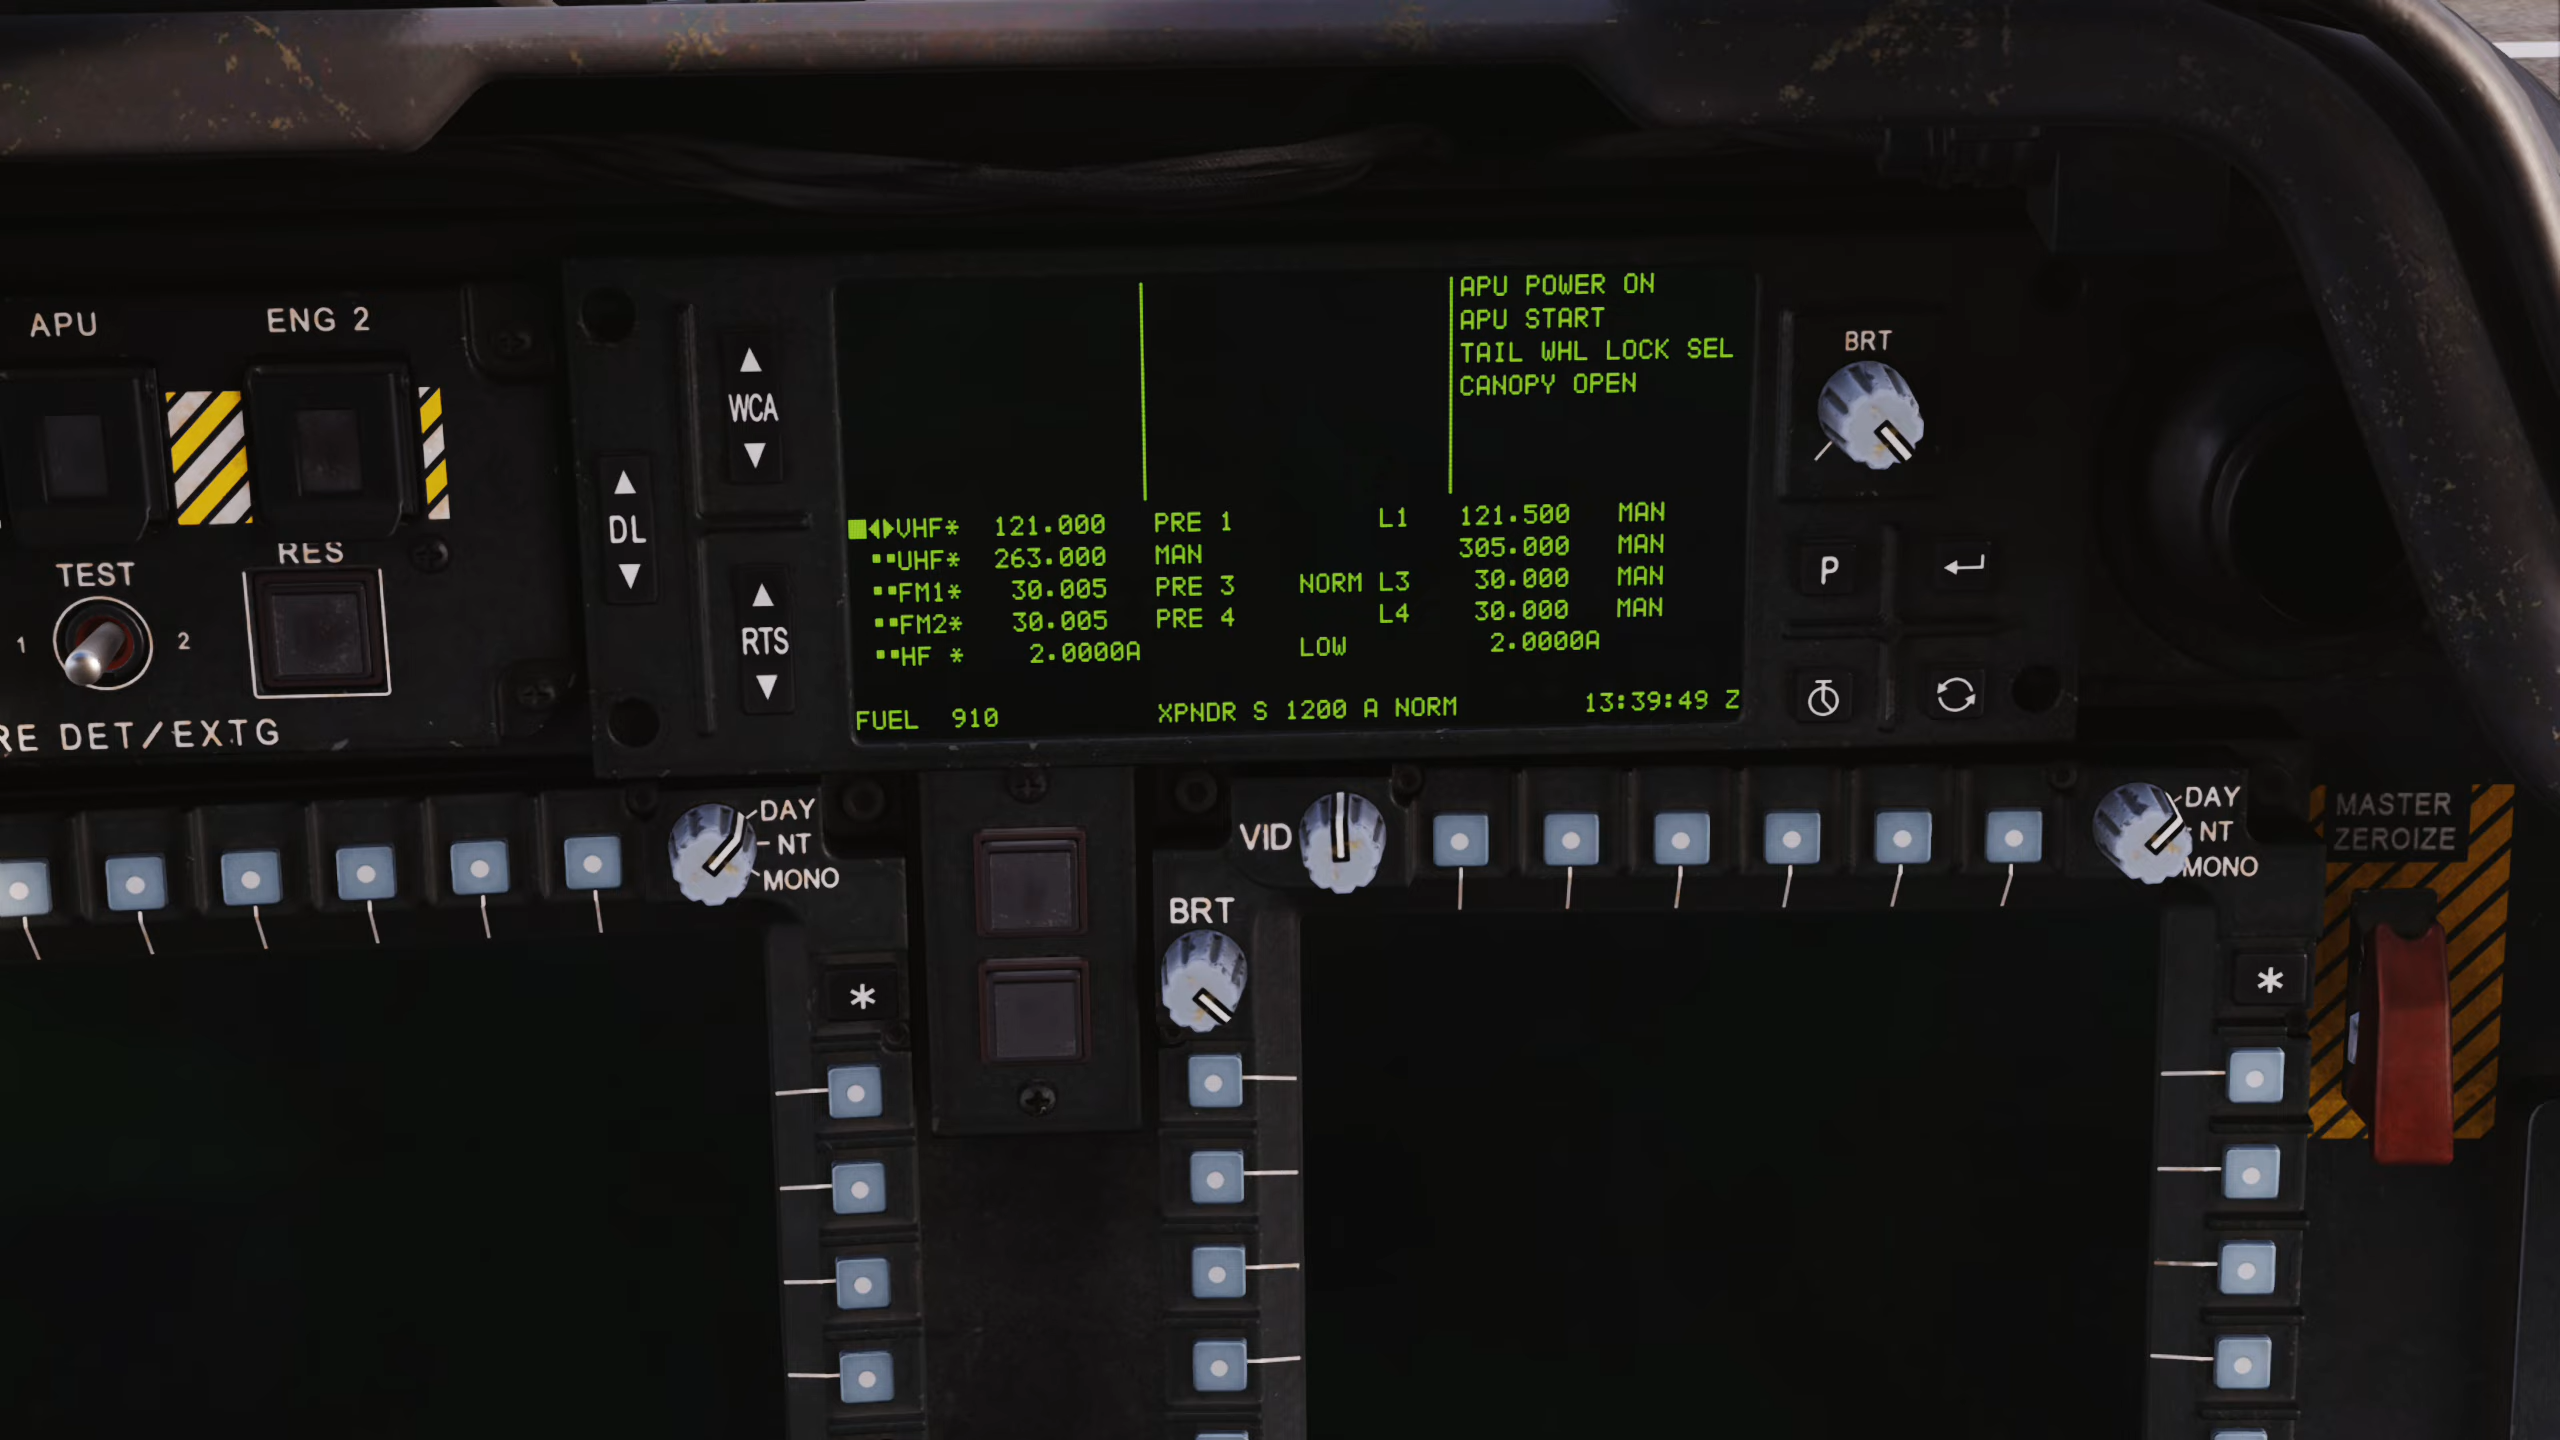 APU
ENG 2
TEST
RES
1
2
RE DET/EXTG
▲
WCA
▼
▲
DL
▼
▲
RTS
▼
APU POWER ON
APU START
TAIL WHL LOCK SEL
CANOPY OPEN
VHF* 121.000 PRE 1 L1 121.500 MAN
UHF* 263.000 MAN 305.000 MAN
FM1* 30.005 PRE 3 NORM L3 30.000 MAN
FM2* 30.005 PRE 4 L4 30.000 MAN
HF * 2.0000A LOW 2.0000A
FUEL 910 XPNDR S 1200 A NORM 13:39:49 Z
BRT
P
DAY
NT
MONO
VID
BRT
DAY
NT
MONO
MASTER
ZEROIZE
*
*